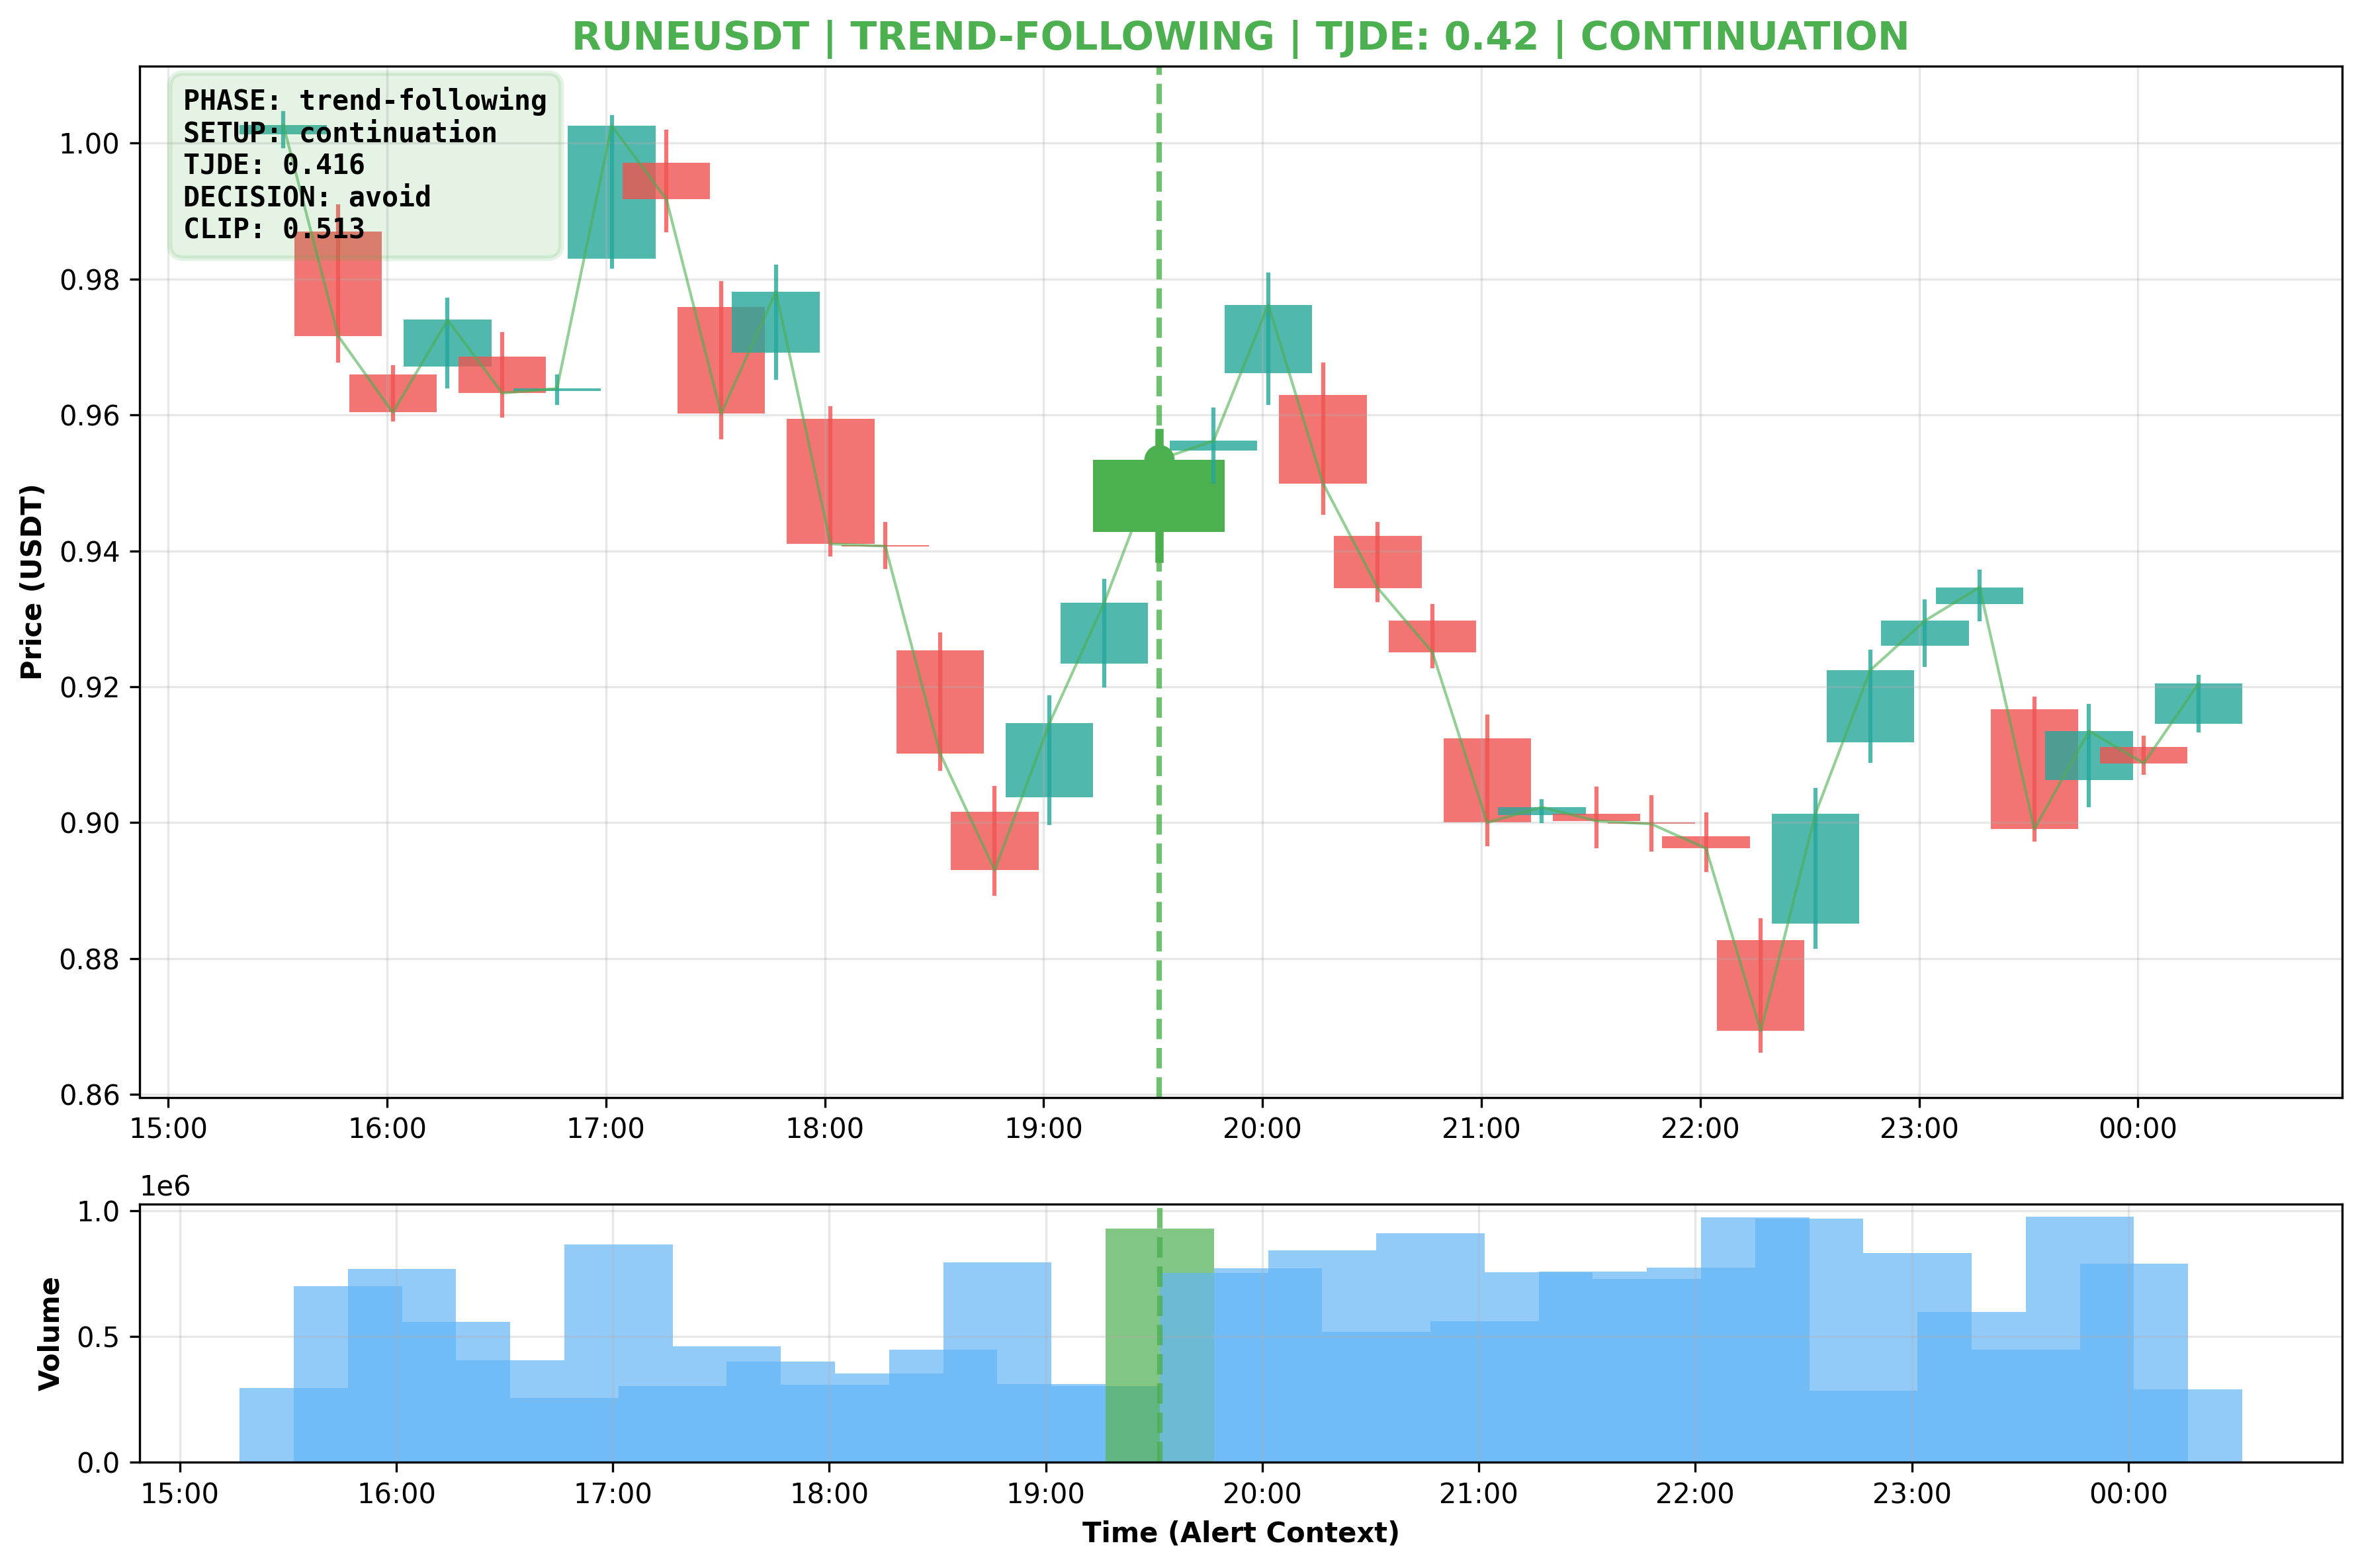 RUNEUSDT | TREND-FOLLOWING | TJDE: 0.42 | CONTINUATION
PHASE: trend-following
SETUP: continuation
TJDE: 0.416
DECISION: avoid
CLIP: 0.513
Price (USDT)
1.00
0.98
0.96
0.94
0.92
0.90
0.88
0.86
15:00 16:00 17:00 18:00 19:00 20:00 21:00 22:00 23:00 00:00
1e6
Volume
1.0
0.5
0.0
15:00 16:00 17:00 18:00 19:00 20:00 21:00 22:00 23:00 00:00
Time (Alert Context)